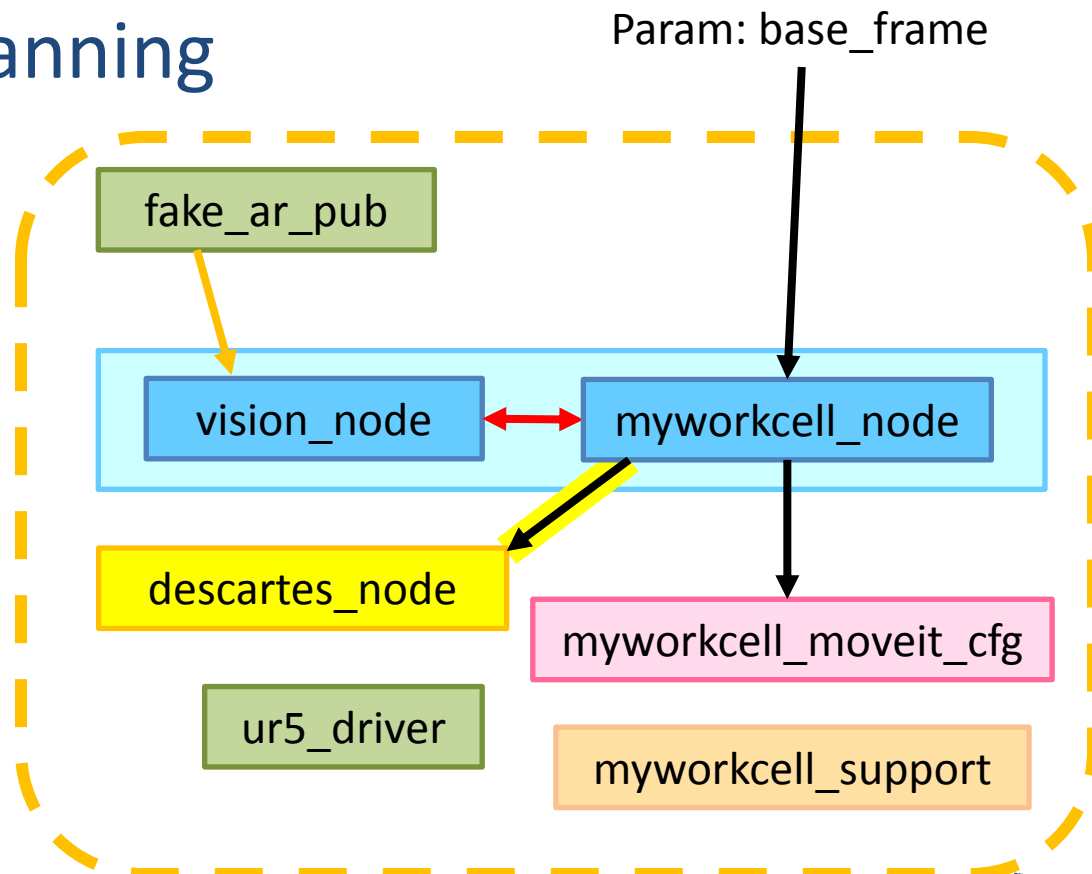 anning
Param: base_frame
fake_ar_pub
vision_node
myworkcell_node
descartes_node
myworkcell_moveit_cfg
ur5_driver
myworkcell_support